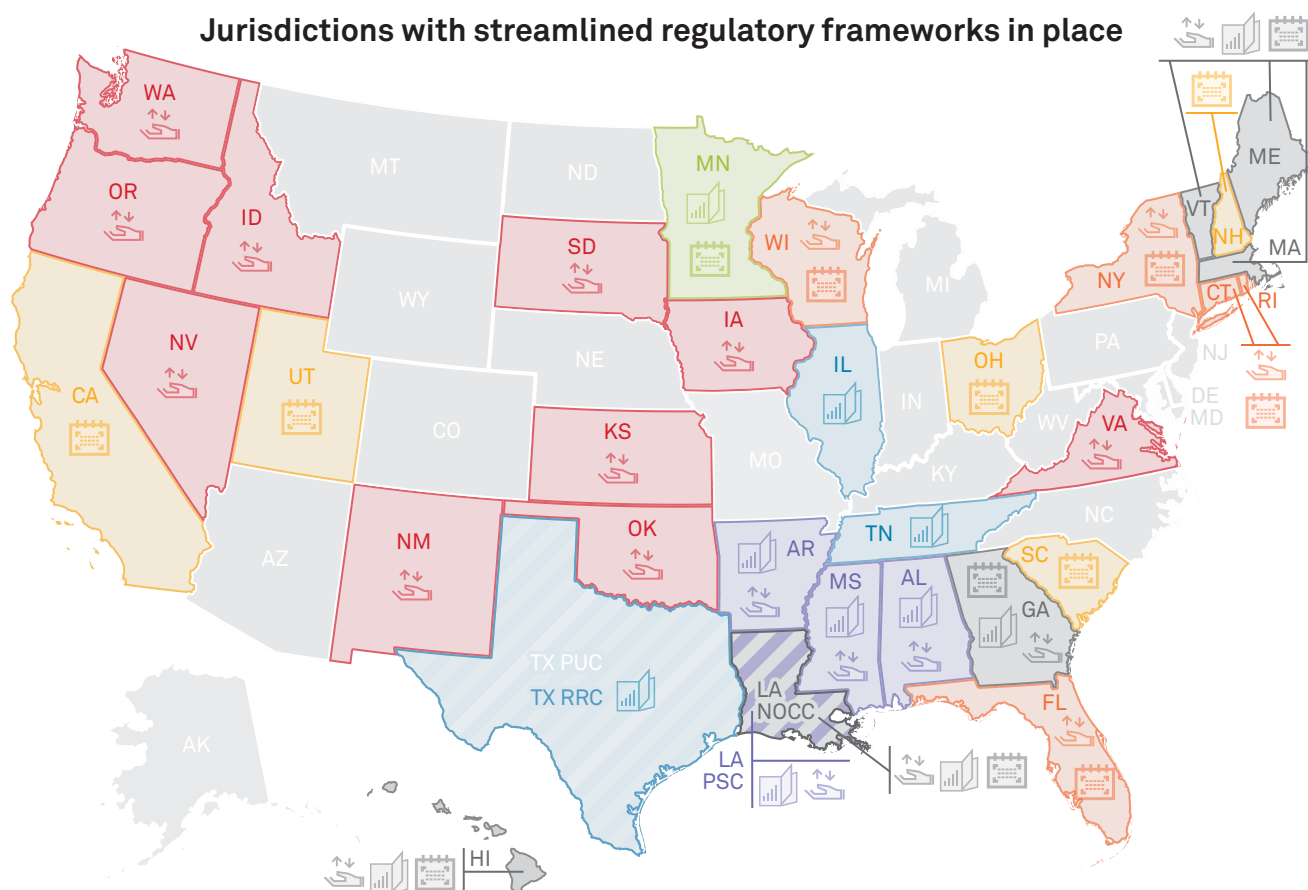 Jurisdictions with streamlined regulatory frameworks in place
WA
MT
ND
MN
ME
OR
ID
SD
WI
VT
NH
MA
NY
CT
RI
WY
MI
IA
NV
NE
PA
NJ
UT
IL
OH
CA
IN
DE
MD
WV
VA
CO
KS
MO
KY
NC
AZ
NM
OK
TN
AR
SC
MS
AL
GA
TX PUC
TX RRC
LA
NOCC
FL
AK
LA
PSC
HI